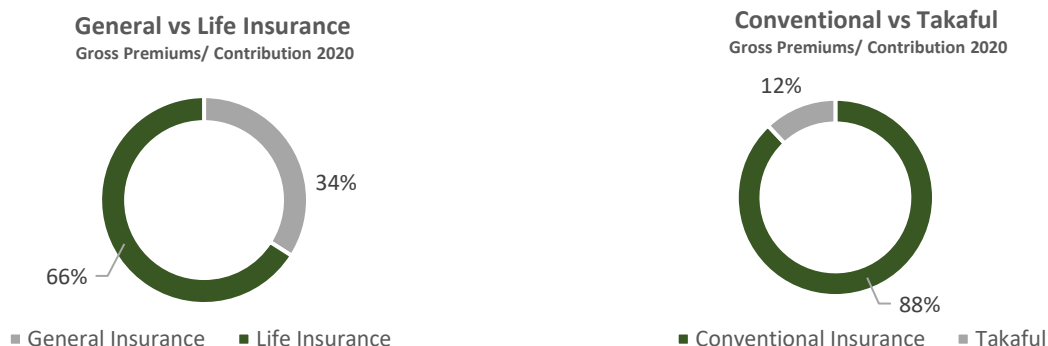 General vs Life Insurance
Gross Premiums/ Contribution 2020
34%
66%
General Insurance
Life Insurance
Conventional vs Takaful
Gross Premiums/ Contribution 2020
12%
88%
Conventional Insurance
Takaful